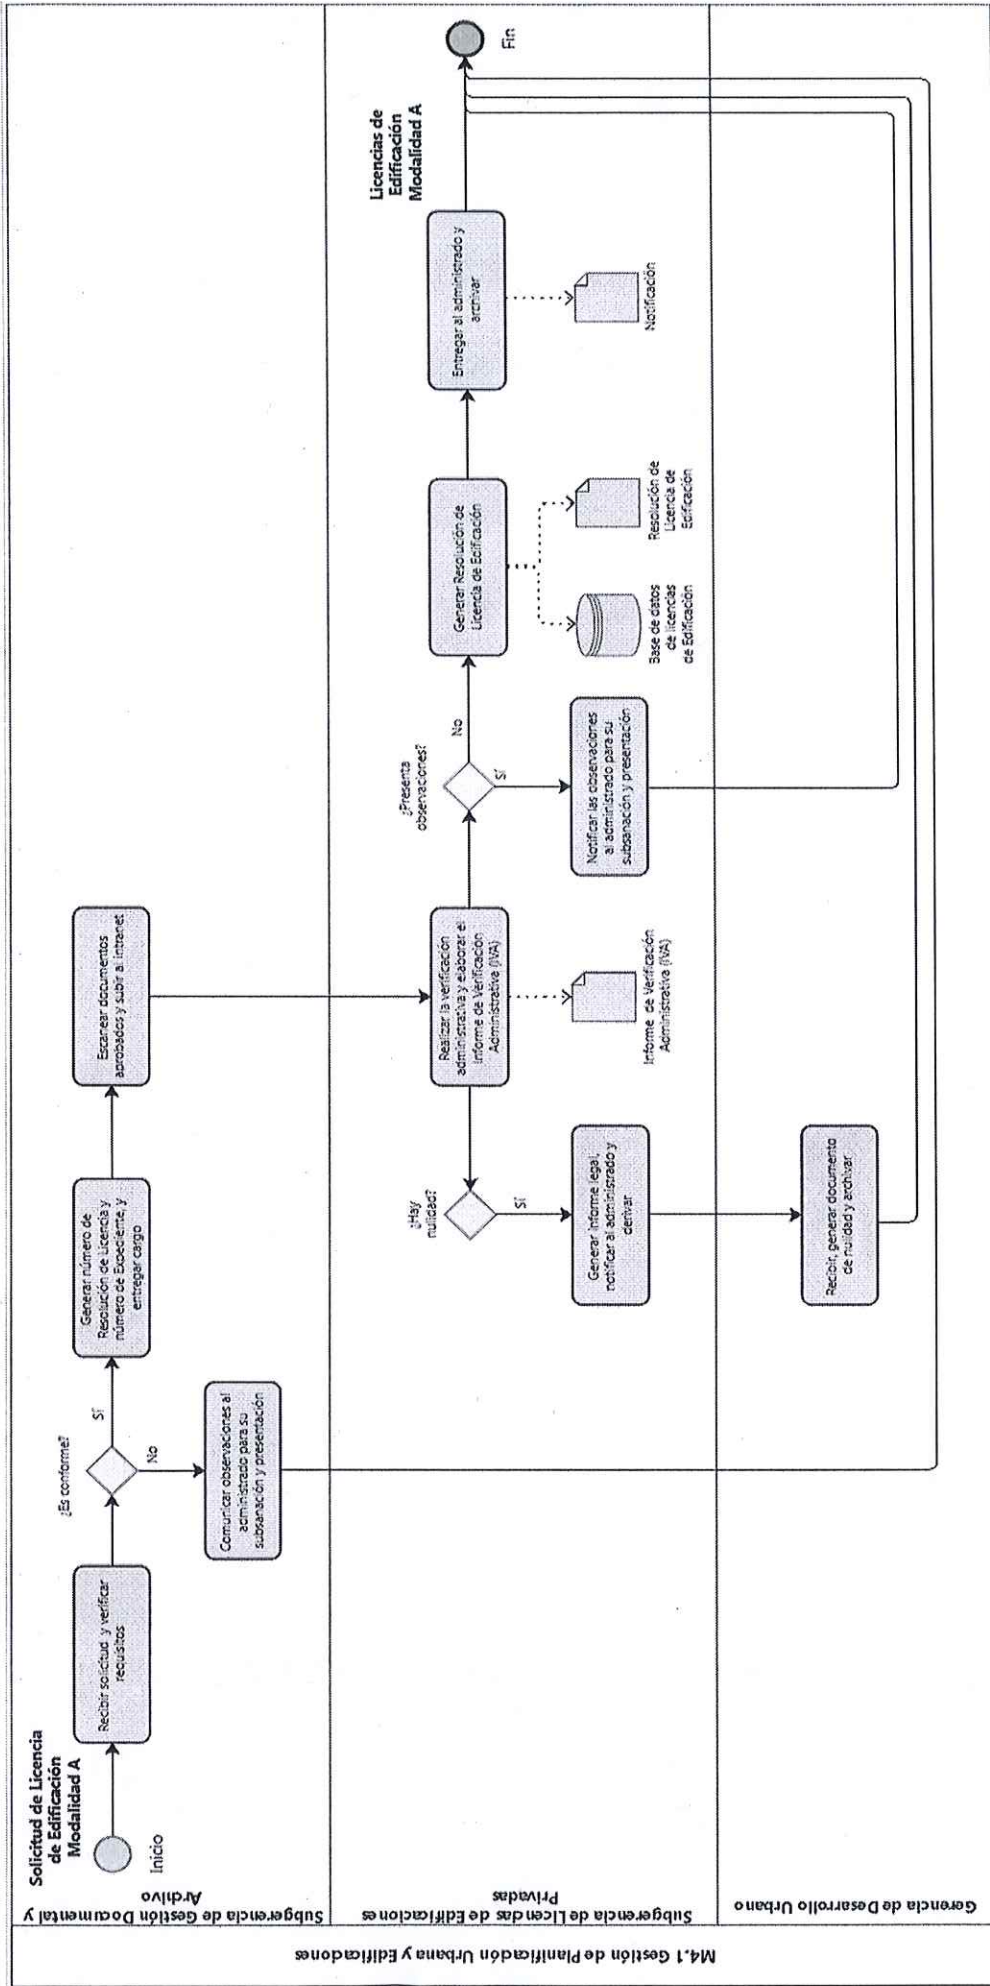 M4.1 Gestión de Planificación Urbana y Edificaciones
Subgerencia de Gestión Documental y
Archivo
Solicitud de Licencia
de Edificación
Modalidad A
Inicio
Recibir solicitud y verificar
requisitos
¿Es conforme?
Sí
No
Comunicar observaciones al
administrado para su
subsanación y presentación
Generar número de
Resolución de Licencia y
número de Expediente, y
entregar cargo
Escanear documentos
aprobados y subir al intranet
Subgerencia de Licencias de Edificaciones
Privadas
Realizar la verificación
administrativa y elaborar el
Informe de Verificación
Administrativa (IVA)
Informe de Verificación
Administrativa (IVA)
¿Hay
nulidad?
Sí
Generar informe legal,
notificar al administrado y
derivar
¿Presenta
observaciones?
No
Sí
Notificar las observaciones
al administrado para su
subsanación y presentación
Generar Resolución de
Licencia de Edificación
Base de datos
de licencias
de Edificación
Resolución de
Licencia de
Edificación
Entregar al administrado y
archivar
Notificación
Licencias de
Edificación
Modalidad A
Fin
Gerencia de Desarrollo Urbano
Recibir, generar documento
de nulidad y archivar